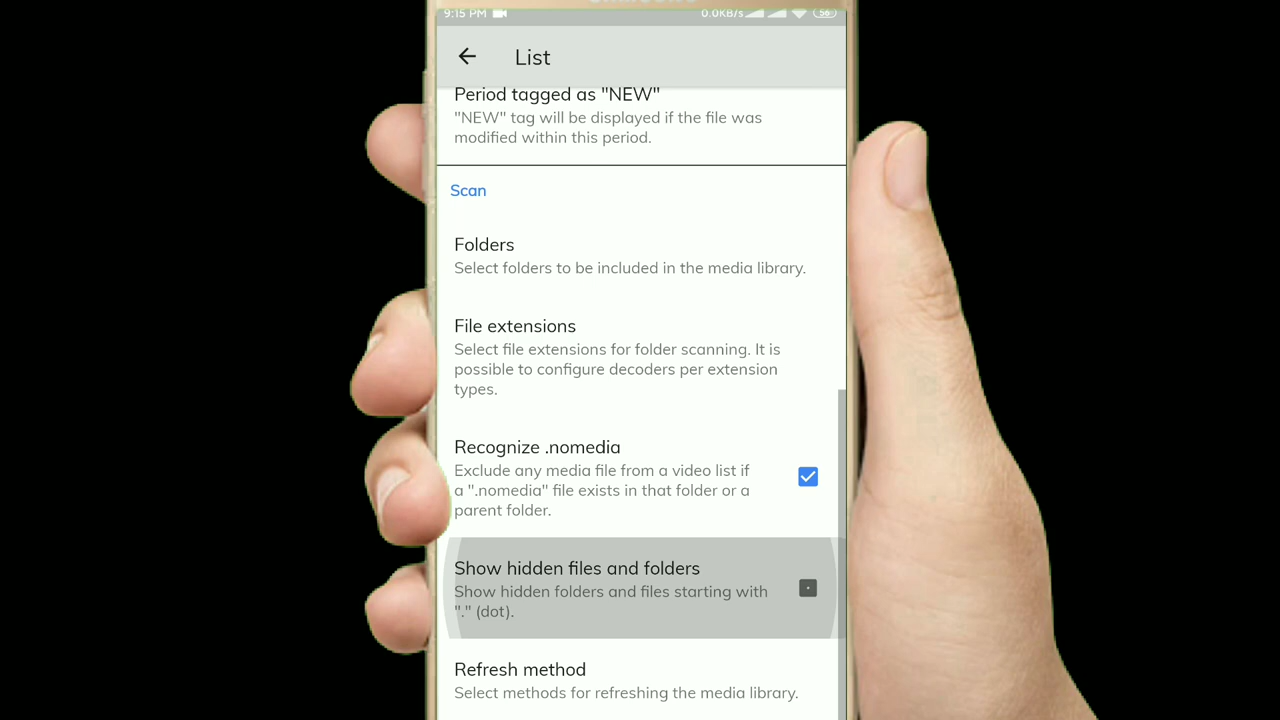 9:15 PM
0.0KB/s
56
List
Period tagged as "NEW"
"NEW" tag will be displayed if the file was
modified within this period.
Scan
Folders
Select folders to be included in the media library.
File extensions
Select file extensions for folder scanning. It is
possible to configure decoders per extension
types.
Recognize .nomedia
Exclude any media file from a video list if
a ".nomedia" file exists in that folder or a
parent folder.
Show hidden files and folders
Show hidden folders and files starting with
"." (dot).
Refresh method
Select methods for refreshing the media library.